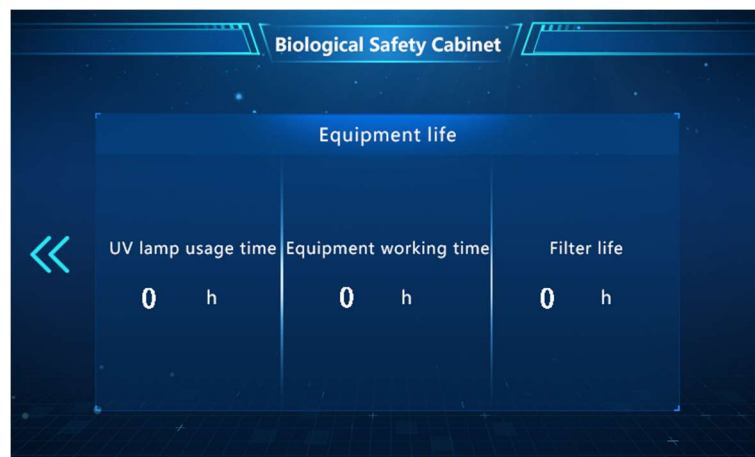 Biological Safety Cabinet
Equipment life
UV lamp usage time
0 h
Equipment working time
0 h
Filter life
0 h